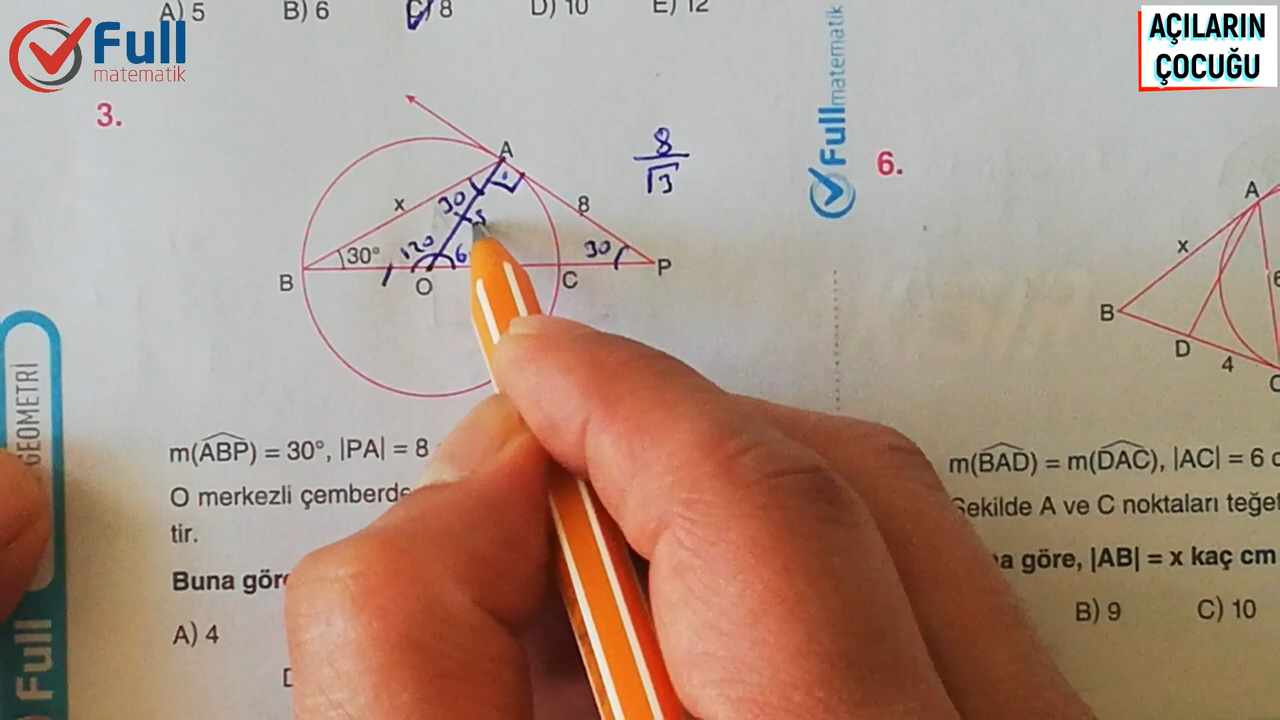 A) 5 B) 6 C) 8 D) 10 E) 12
Full
matematik
AÇILARIN
ÇOCUĞU
Full matematik
3.
A
x
8
30
30°
120
6
30
B
O
C
P
8
√3
6.
A
x
B
D
4
C
6
GEOMETRİ
Full
m(ABP) = 30°, |PA| = 8
O merkezli çemberde
tir.
Buna göre
A) 4
m(BAD) = m(DAC), |AC| = 6
Şekilde A ve C noktaları teğet
|AB| = x kaç cm
B) 9 C) 10